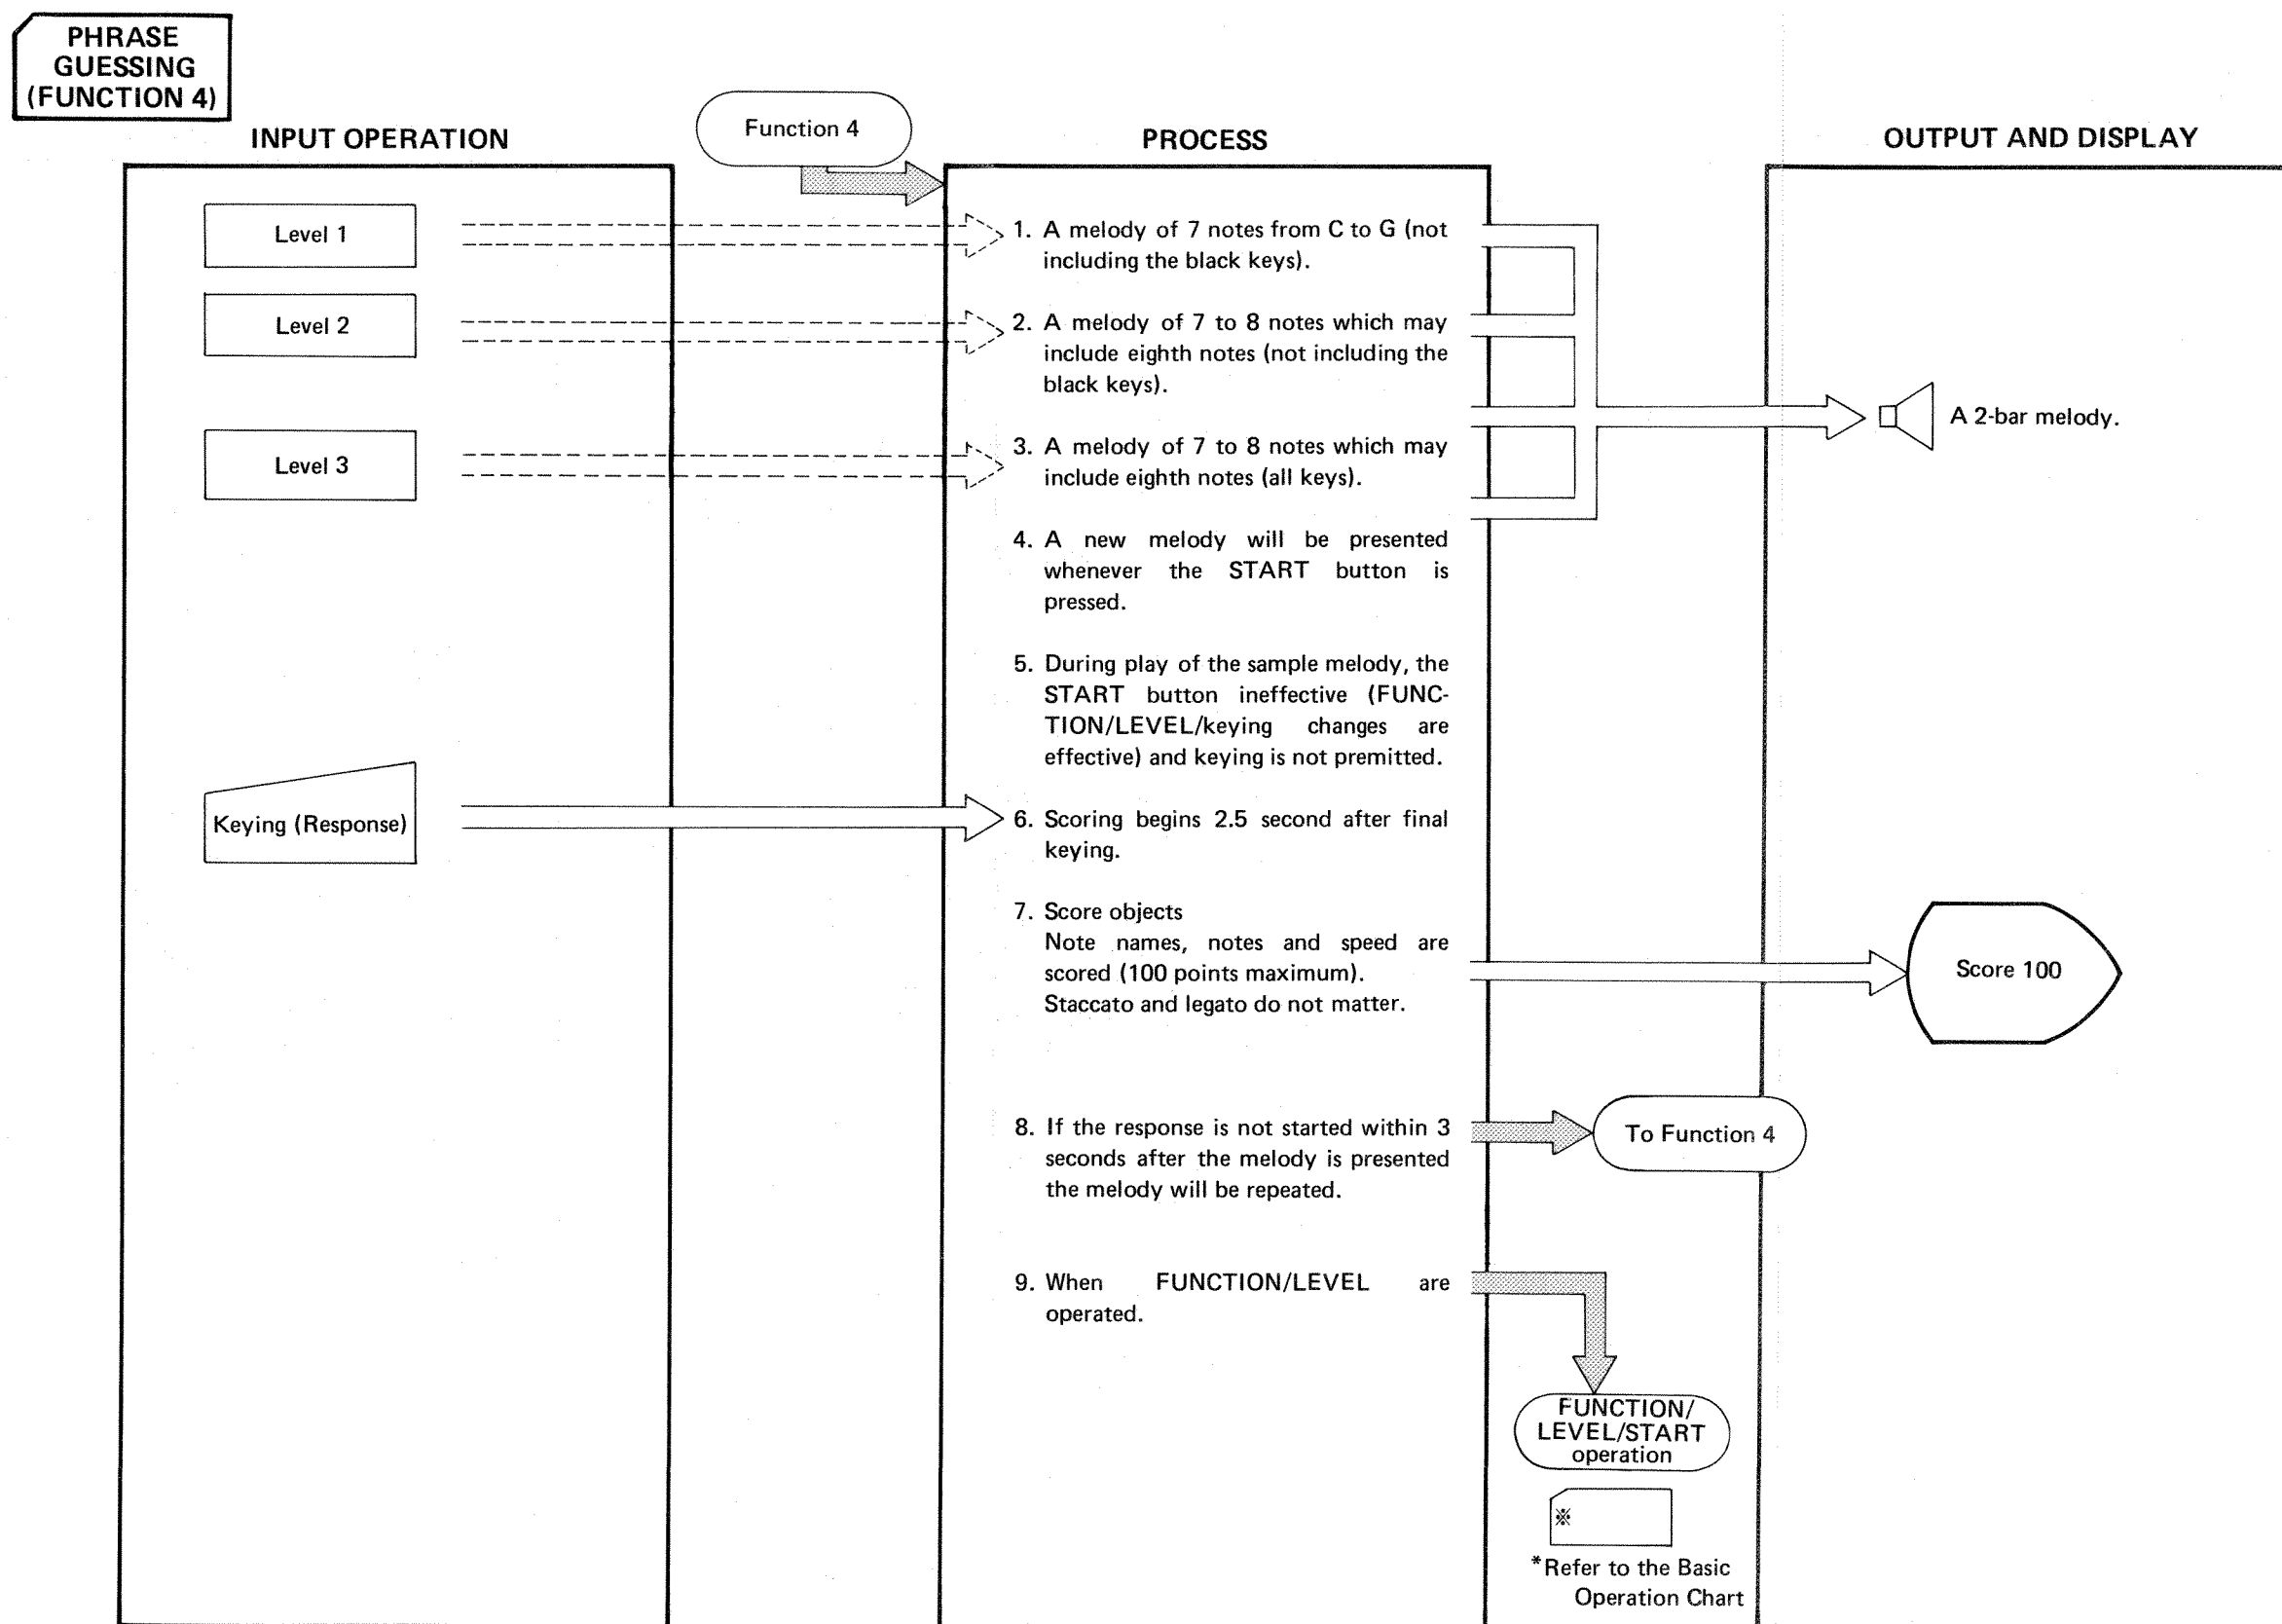 PHRASE
GUESSING
(FUNCTION 4)
INPUT OPERATION
Function 4
PROCESS
OUTPUT AND DISPLAY
Level 1
Level 2
Level 3
Keying (Response)
1. A melody of 7 notes from C to G (not
including the black keys).
2. A melody of 7 to 8 notes which may
include eighth notes (not including the
black keys).
3. A melody of 7 to 8 notes which may
include eighth notes (all keys).
4. A new melody will be presented
whenever the START button is
pressed.
5. During play of the sample melody, the
START button ineffective (FUNC-
TION/LEVEL/keying changes are
effective) and keying is not premitted.
6. Scoring begins 2.5 second after final
keying.
7. Score objects
Note names, notes and speed are
scored (100 points maximum).
Staccato and legato do not matter.
8. If the response is not started within 3
seconds after the melody is presented
the melody will be repeated.
9. When FUNCTION/LEVEL are
operated.
A 2-bar melody.
Score 100
To Function 4
FUNCTION/
LEVEL/START
operation
※
*Refer to the Basic
Operation Chart